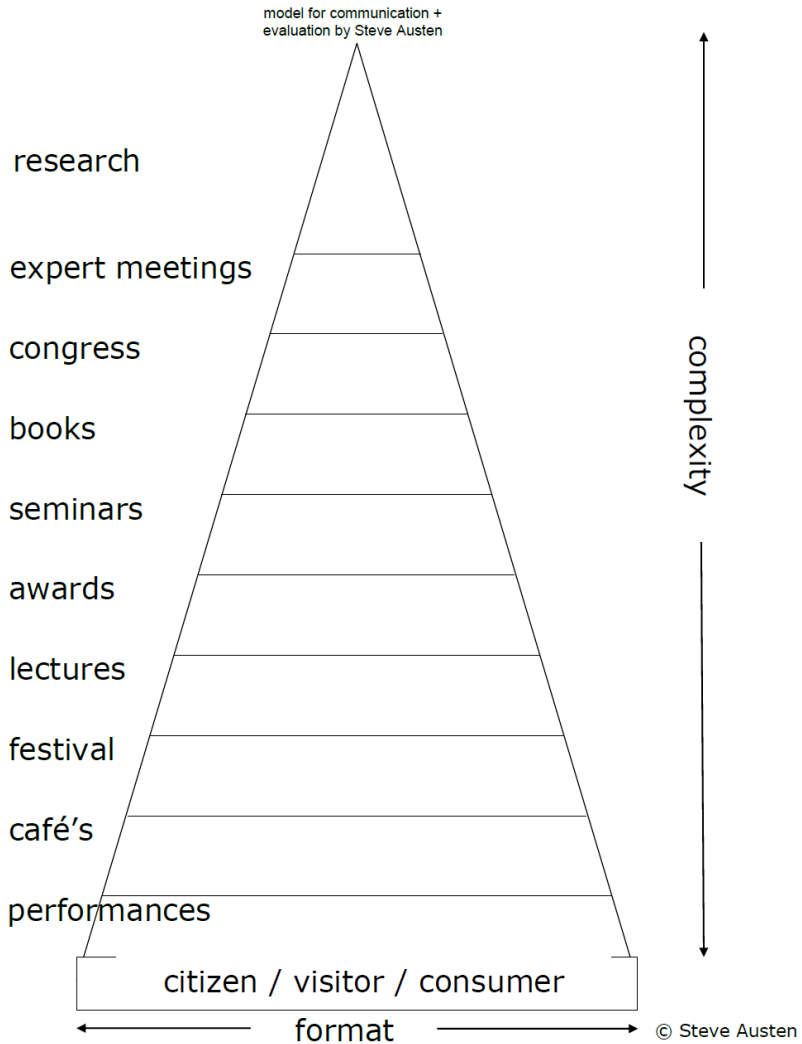 model for communication +
evaluation by Steve Austen
research
expert meetings
congress
books
seminars
awards
lectures
festival
café's
performances
complexity
citizen / visitor / consumer
format
© Steve Austen